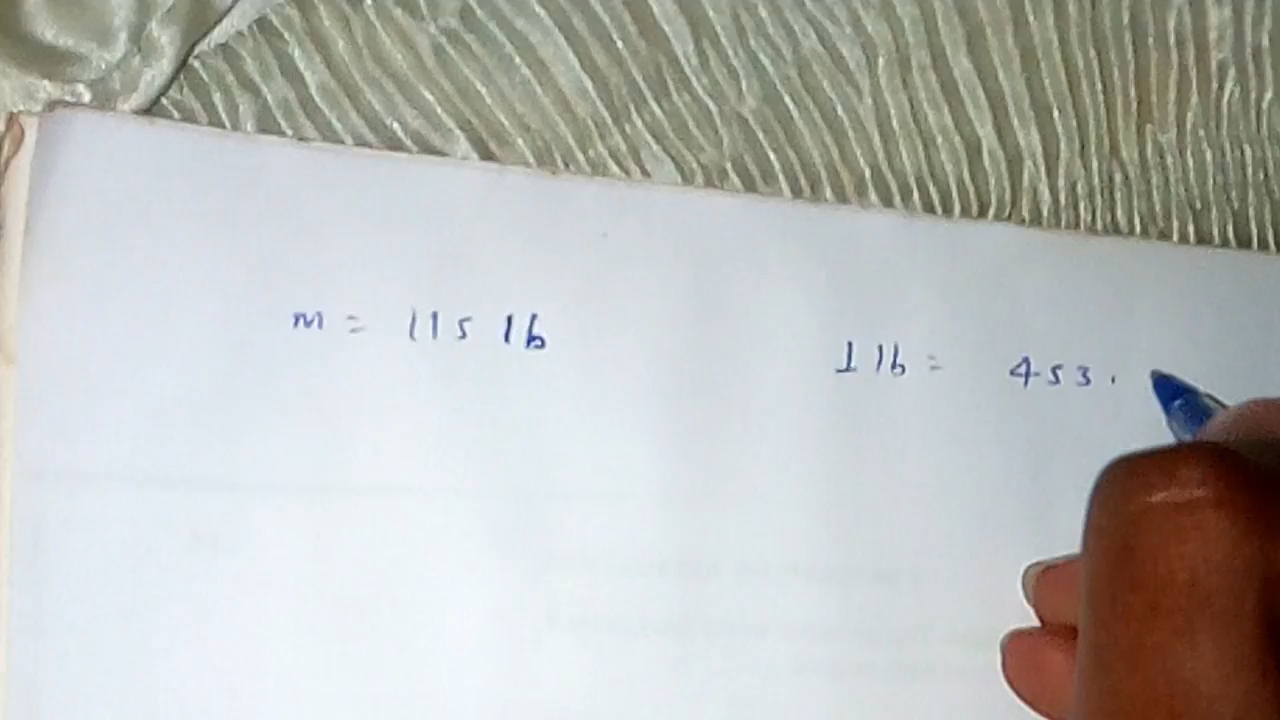 m = 115 lb
1 lb = 453.